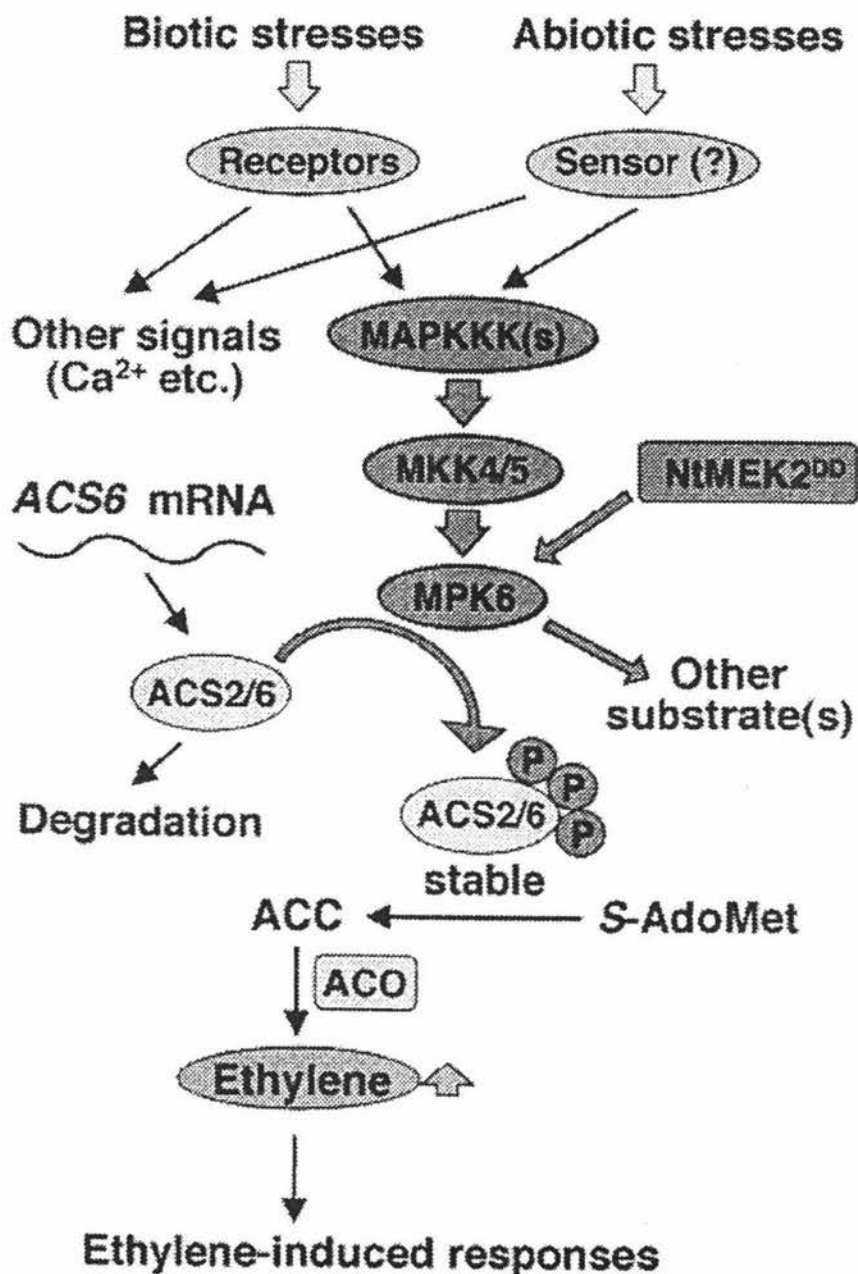 Biotic stresses
Abiotic stresses
Receptors
Sensor (?)
Other signals
(Ca²⁺ etc.)
MAPKKK(s)
MKK4/5
NtMEK2ᴰᴰ
ACS6 mRNA
MPK6
ACS2/6
Other
substrate(s)
Degradation
P
P
P
ACS2/6
stable
ACC
S-AdoMet
ACO
Ethylene
Ethylene-induced responses